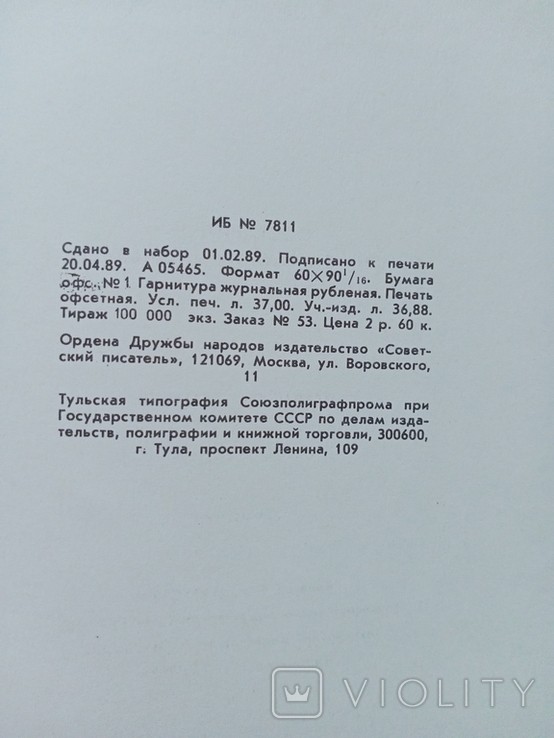 ИБ № 7811
Сдано в набор 01.02.89. Подписано к печати
20.04.89. А 05465. Формат 60×90¹/₁₆. Бумага
офс. № 1. Гарнитура журнальная рубленая. Печать
офсетная. Усл. печ. л. 37,00. Уч.-изд. л. 36,88.
Тираж 100 000 экз. Заказ № 53. Цена 2 р. 60 к.
Ордена Дружбы народов издательство «Совет-
ский писатель», 121069, Москва, ул. Воровского,
11
Тульская типография Союзполиграфпрома при
Государственном комитете СССР по делам изда-
тельств, полиграфии и книжной торговли, 300600,
г. Тула, проспект Ленина, 109
VIOLITY